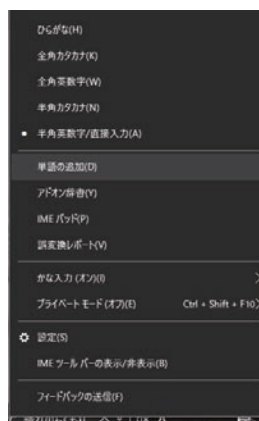 ひらがな(H)
全角カタカナ(K)
全角英数字(W)
半角カタカナ(N)
半角英数字/直接入力(A)
単語の追加(D)
アドオン辞書(Y)
IME パッド(P)
誤変換レポート(V)
かな入力 (オン)(I)
プライベート モード (オフ)(E) Ctrl + Shift + F10
設定(S)
IME ツール バーの表示/非表示(B)
フィードバックの送信(F)